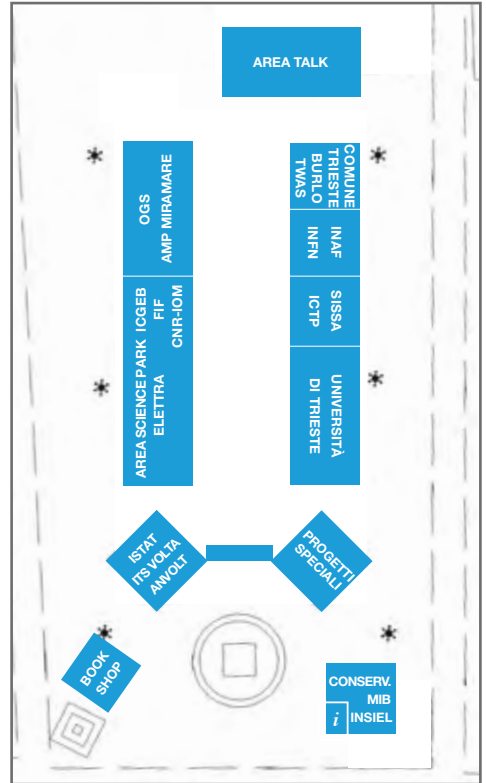 AREA TALK
OGS
AMP MIRAMARE
COMUNE
TRIESTE
BURLO
TWAS
INAF
INFN
SISSA
ICTP
AREA SCIENCE PARK ICGEB
ELETTRA FIF
CNR-IOM
UNIVERSITÀ
DI TRIESTE
ISTAT
ITS VOLTA
ANVOLT
PROGETTI
SPECIALI
BOOK
SHOP
CONSERV.
MIB
i INSIEL